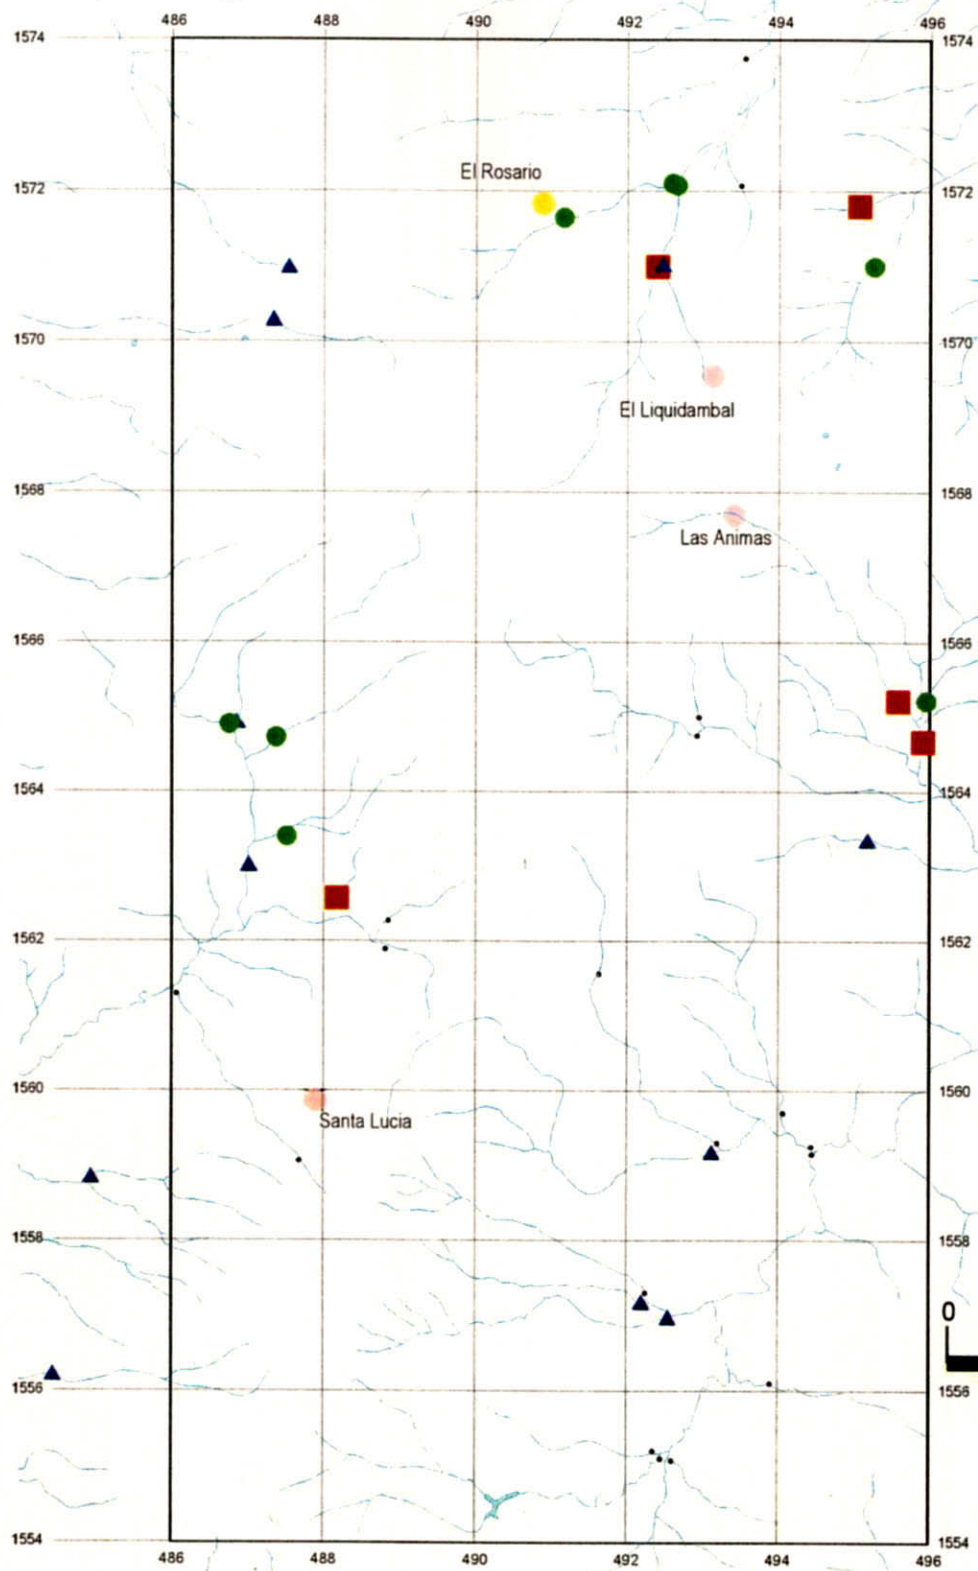 486 488 490 492 494 496
1574 1574
El Rosario
1572 1572
1570 1570
El Liquidambal
1568 1568
Las Animas
1566 1566
1564 1564
1562 1562
1560 1560
Santa Lucia
1558 1558
0
1556 1556
1554 1554
486 488 490 492 494 496